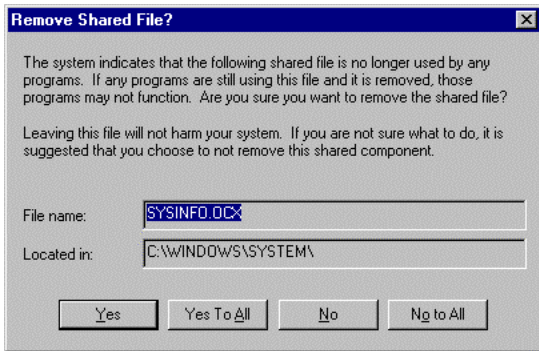 Remove Shared File?
The system indicates that the following shared file is no longer used by any
programs. If any programs are still using this file and it is removed, those
programs may not function. Are you sure you want to remove the shared file?
Leaving this file will not harm your system. If you are not sure what to do, it is
suggested that you choose to not remove this shared component.
File name: SYSINFO.OCX
Located in: C:\WINDOWS\SYSTEM\
Yes Yes To All No No to All